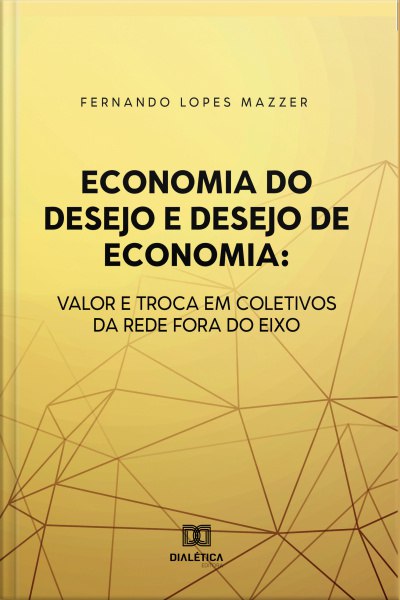 FERNANDO LOPES MAZZER
ECONOMIA DO
DESEJO E DESEJO DE
ECONOMIA:
VALOR E TROCA EM COLETIVOS
DA REDE FORA DO EIXO
DIALÉTICA
EDITORA